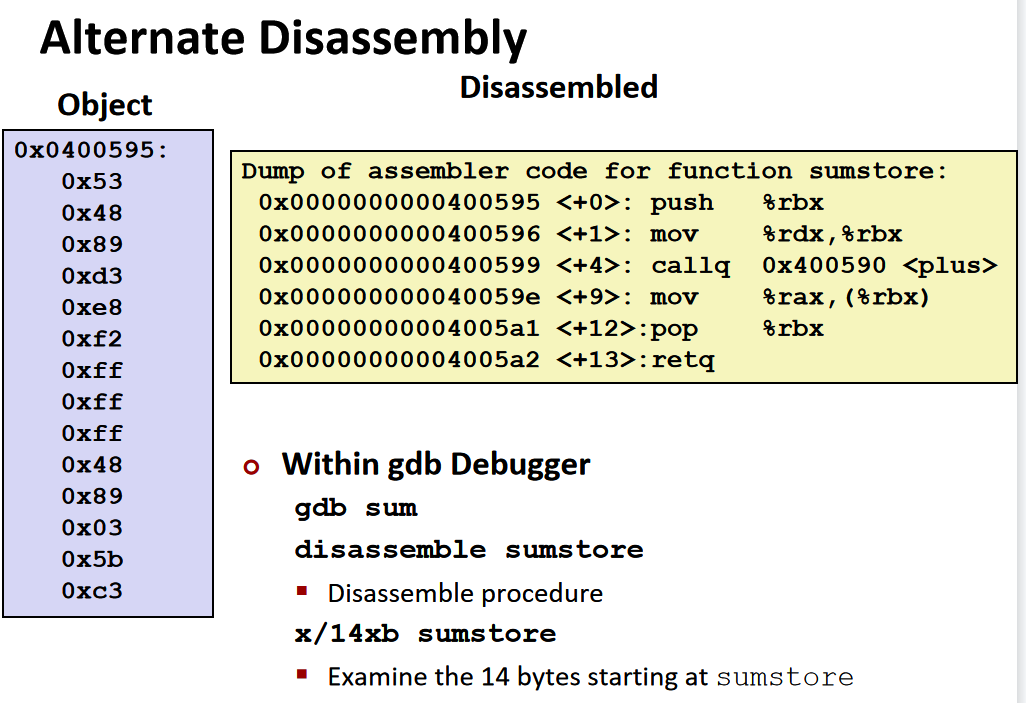 Alternate Disassembly
Disassembled
Object
0x0400595:
0x53
0x48
0x89
0xd3
0xe8
0xf2
0xff
0xff
0xff
0x48
0x89
0x03
0x5b
0xc3
Dump of assembler code for function sumstore:
0x0000000000400595 <+0>: push %rbx
0x0000000000400596 <+1>: mov %rdx,%rbx
0x0000000000400599 <+4>: callq 0x400590 <plus>
0x000000000040059e <+9>: mov %rax,(%rbx)
0x00000000004005a1 <+12>:pop %rbx
0x00000000004005a2 <+13>:retq
Within gdb Debugger
gdb sum
disassemble sumstore
Disassemble procedure
x/14xb sumstore
Examine the 14 bytes starting at sumstore